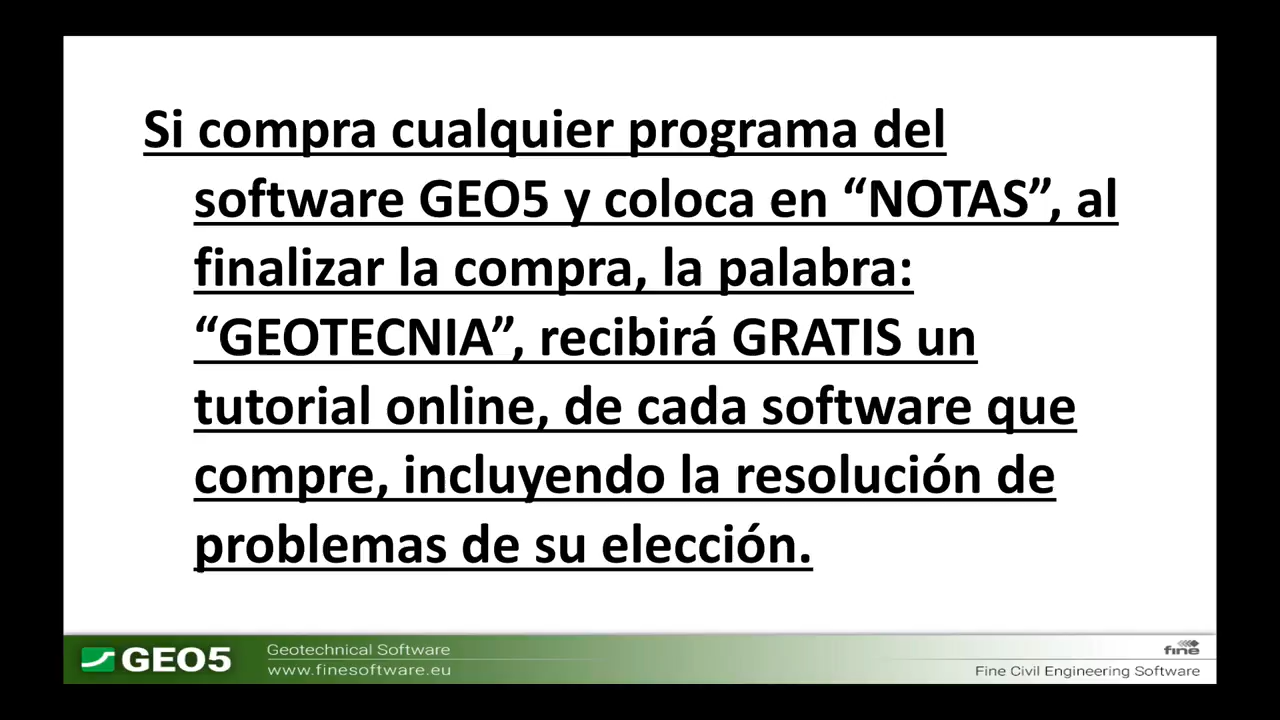 Si compra cualquier programa del
software GEO5 y coloca en “NOTAS”, al
finalizar la compra, la palabra:
“GEOTECNIA”, recibirá GRATIS un
tutorial online, de cada software que
compre, incluyendo la resolución de
problemas de su elección.
GEO5
Geotechnical Software
www.finesoftware.eu
fine
Fine Civil Engineering Software